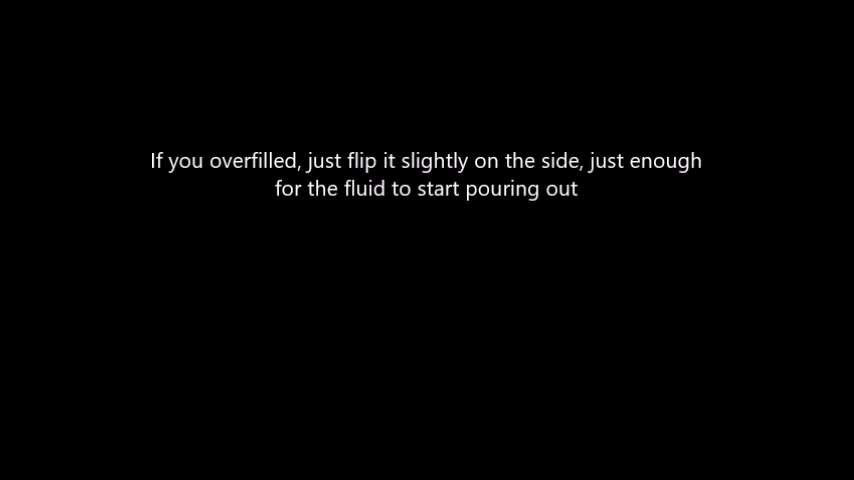 If you overfilled, just flip it slightly on the side, just enough
for the fluid to start pouring out